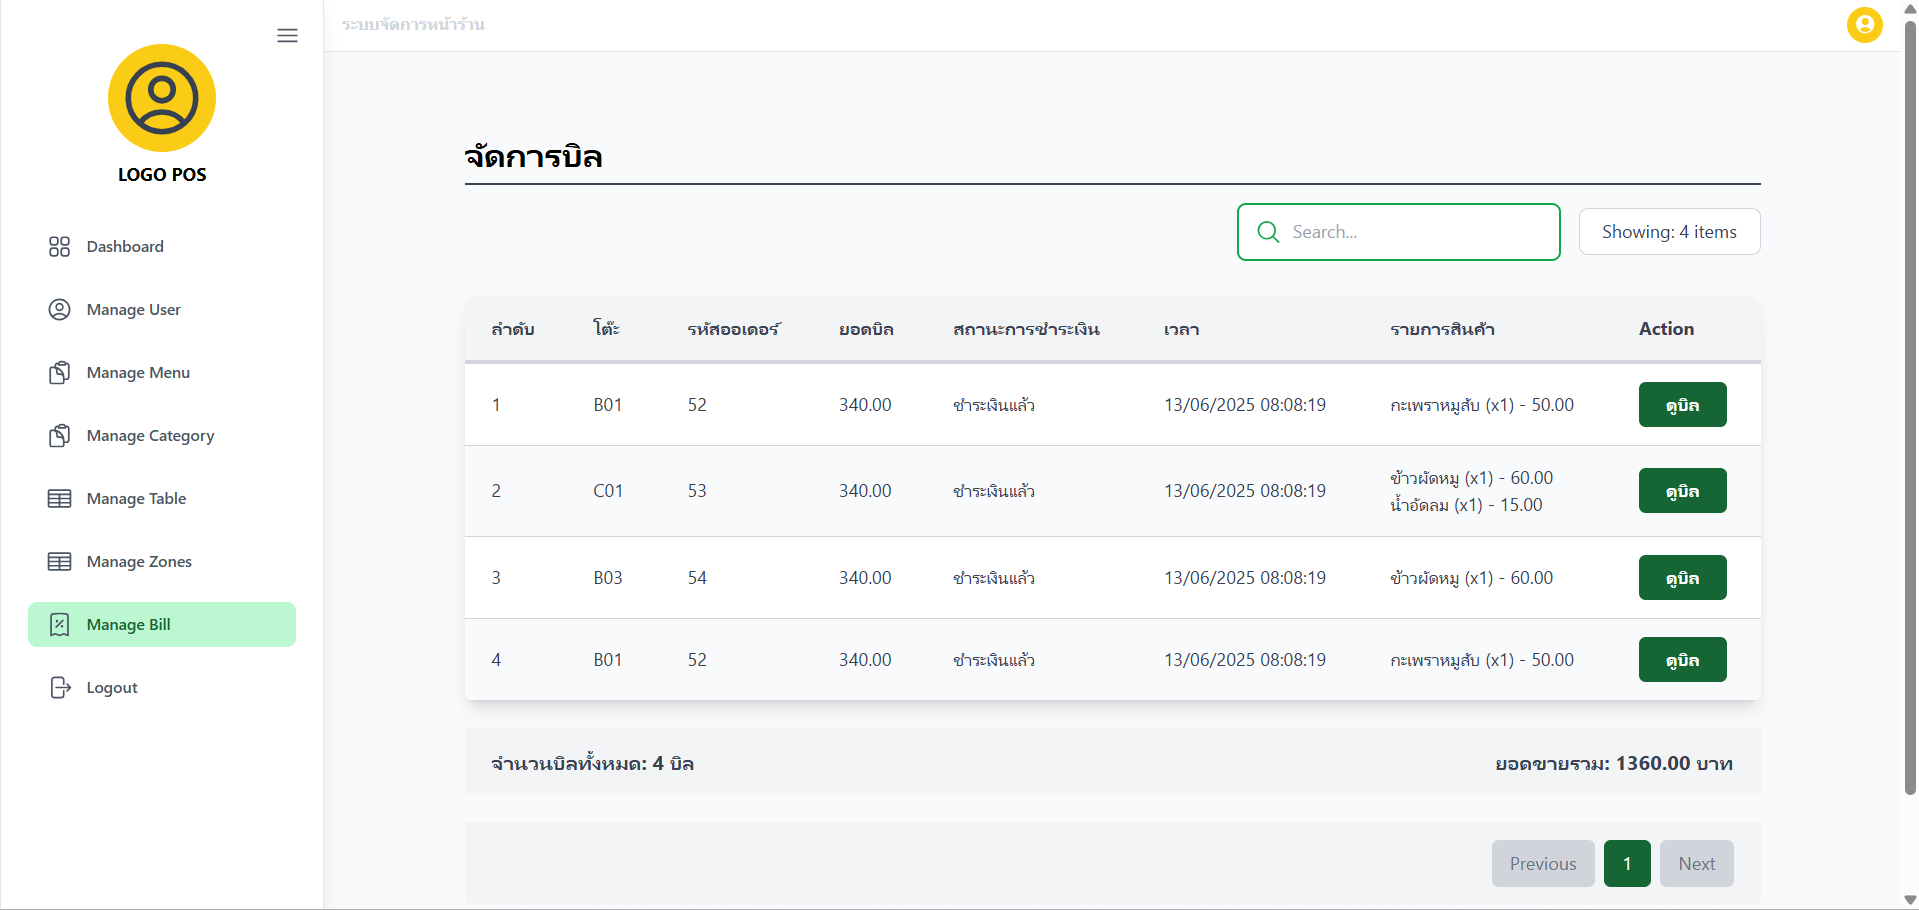 ระบบจัดการหน้าร้าน
LOGO POS
Dashboard
Manage User
Manage Menu
Manage Category
Manage Table
Manage Zones
Manage Bill
Logout
จัดการบิล
Search...
Showing: 4 items
ลำดับ โต๊ะ รหัสออเดอร์ ยอดบิล สถานะการชำระเงิน เวลา รายการสินค้า Action
1 B01 52 340.00 ชำระเงินแล้ว 13/06/2025 08:08:19 กะเพราหมูสับ (x1) - 50.00 ดูบิล
2 C01 53 340.00 ชำระเงินแล้ว 13/06/2025 08:08:19 ข้าวผัดหมู (x1) - 60.00 ดูบิล
น้ำอัดลม (x1) - 15.00
3 B03 54 340.00 ชำระเงินแล้ว 13/06/2025 08:08:19 ข้าวผัดหมู (x1) - 60.00 ดูบิล
4 B01 52 340.00 ชำระเงินแล้ว 13/06/2025 08:08:19 กะเพราหมูสับ (x1) - 50.00 ดูบิล
จำนวนบิลทั้งหมด: 4 บิล ยอดขายรวม: 1360.00 บาท
Previous 1 Next